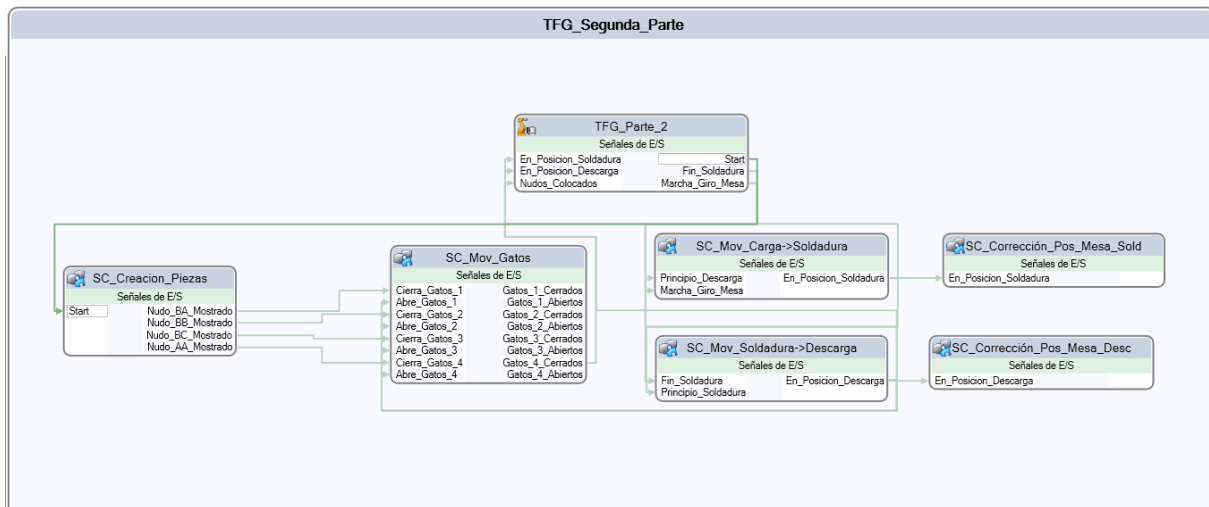 TFG_Segunda_Parte
TFG_Parte_2
Señales de E/S
En_Posicion_Soldadura Start
En_Posicion_Descarga Fin_Soldadura
Nudos_Colocados Marcha_Giro_Mesa
SC_Creacion_Piezas
Señales de E/S
Start Nudo_BA_Mostrado
Nudo_BB_Mostrado
Nudo_BC_Mostrado
Nudo_AA_Mostrado
SC_Mov_Gatos
Señales de E/S
Cierra_Gatos_1 Gatos_1_Cerrados
Abre_Gatos_1 Gatos_1_Abiertos
Cierra_Gatos_2 Gatos_2_Cerrados
Abre_Gatos_2 Gatos_2_Abiertos
Cierra_Gatos_3 Gatos_3_Cerrados
Abre_Gatos_3 Gatos_3_Abiertos
Cierra_Gatos_4 Gatos_4_Cerrados
Abre_Gatos_4 Gatos_4_Abiertos
SC_Mov_Carga->Soldadura
Señales de E/S
Principio_Descarga En_Posicion_Soldadura
Marcha_Giro_Mesa
SC_Corrección_Pos_Mesa_Sold
Señales de E/S
En_Posicion_Soldadura
SC_Mov_Soldadura->Descarga
Señales de E/S
Fin_Soldadura En_Posicion_Descarga
Principio_Soldadura
SC_Corrección_Pos_Mesa_Desc
Señales de E/S
En_Posicion_Descarga